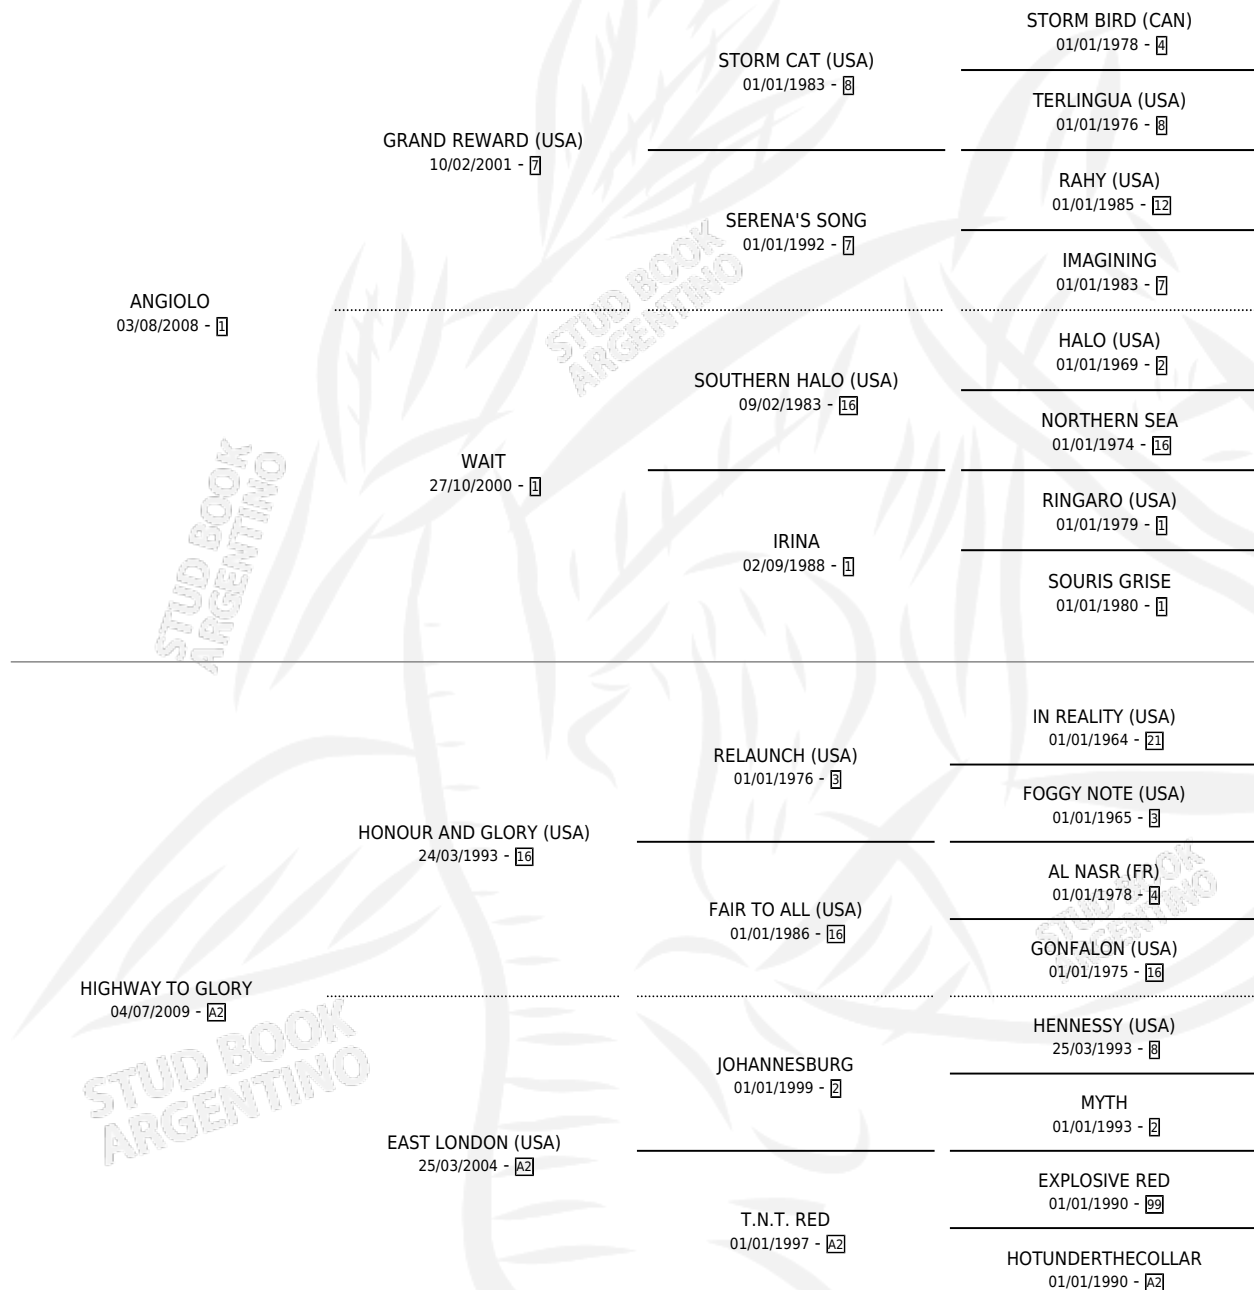 STORM BIRD (CAN)
01/01/1978 - 4
STORM CAT (USA)
01/01/1983 - 8
TERLINGUA (USA)
01/01/1976 - 8
GRAND REWARD (USA)
10/02/2001 - 7
RAHY (USA)
01/01/1985 - 12
SERENA'S SONG
01/01/1992 - 7
IMAGINING
01/01/1983 - 7
ANGIOLO
03/08/2008 - 1
HALO (USA)
01/01/1969 - 2
SOUTHERN HALO (USA)
09/02/1983 - 16
NORTHERN SEA
01/01/1974 - 16
WAIT
27/10/2000 - 1
RINGARO (USA)
01/01/1979 - 1
IRINA
02/09/1988 - 1
SOURIS GRISE
01/01/1980 - 1
STUD BOOK
ARGENTINO
STUD BOOK
ARGENTINO
IN REALITY (USA)
01/01/1964 - 21
RELAUNCH (USA)
01/01/1976 - 3
FOGGY NOTE (USA)
01/01/1965 - 3
HONOUR AND GLORY (USA)
24/03/1993 - 16
AL NASR (FR)
01/01/1978 - 4
FAIR TO ALL (USA)
01/01/1986 - 16
GONFALON (USA)
01/01/1975 - 16
HIGHWAY TO GLORY
04/07/2009 - A2
HENNESSY (USA)
25/03/1993 - 8
JOHANNESBURG
01/01/1999 - 2
MYTH
01/01/1993 - 2
EAST LONDON (USA)
25/03/2004 - A2
EXPLOSIVE RED
01/01/1990 - 99
T.N.T. RED
01/01/1997 - A2
HOTUNDERTHECOLLAR
01/01/1990 - A2
STUD BOOK
ARGENTINO
STUD BOOK
ARGENTINO